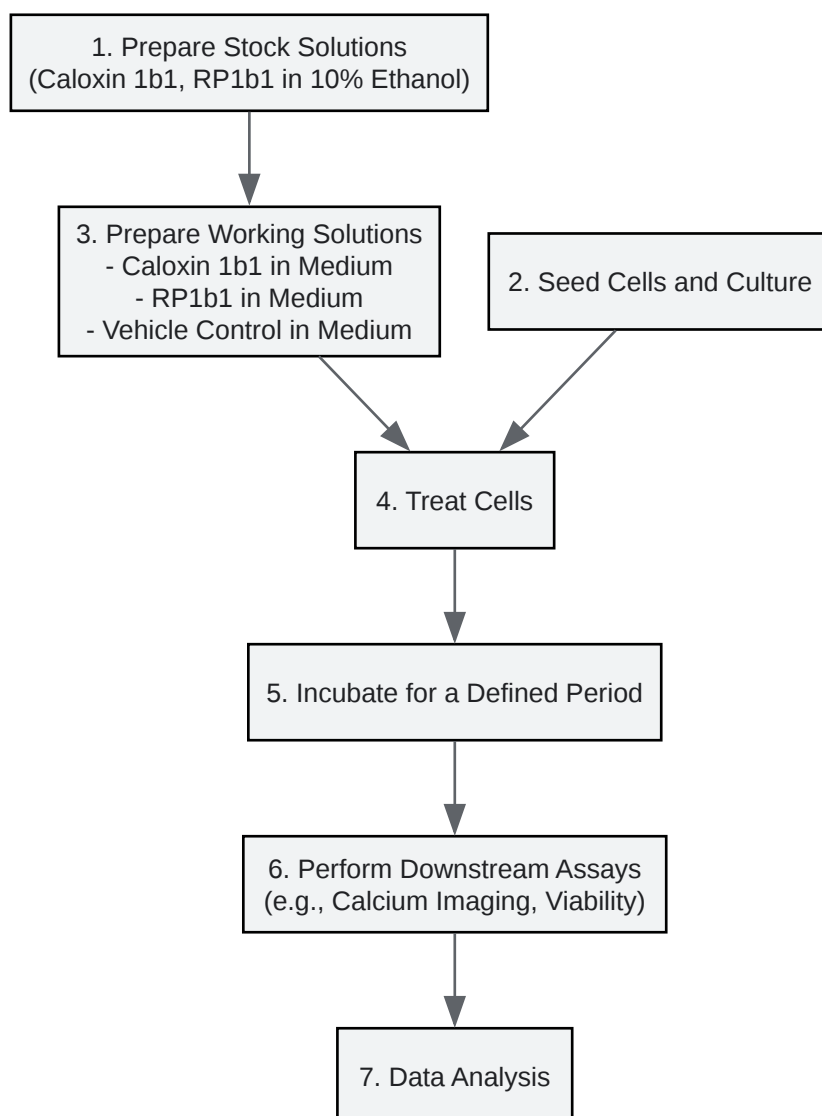 1. Prepare Stock Solutions
(Caloxin 1b1, RP1b1 in 10% Ethanol)
3. Prepare Working Solutions
- Caloxin 1b1 in Medium
- RP1b1 in Medium
- Vehicle Control in Medium
2. Seed Cells and Culture
4. Treat Cells
5. Incubate for a Defined Period
6. Perform Downstream Assays
(e.g., Calcium Imaging, Viability)
7. Data Analysis